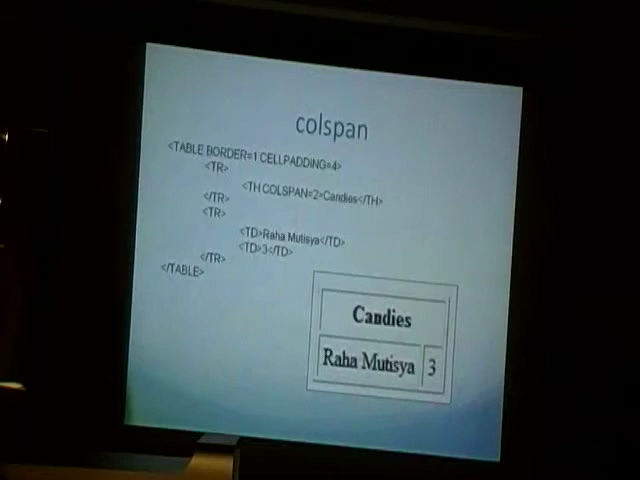 colspan
<TABLE BORDER=1 CELLPADDING=4>
<TR>
<TH COLSPAN=2>Candies</TH>
</TR>
<TR>
<TD>Raha Mutisya</TD>
<TD>3</TD>
</TR>
</TABLE>
Candies
Raha Mutisya 3